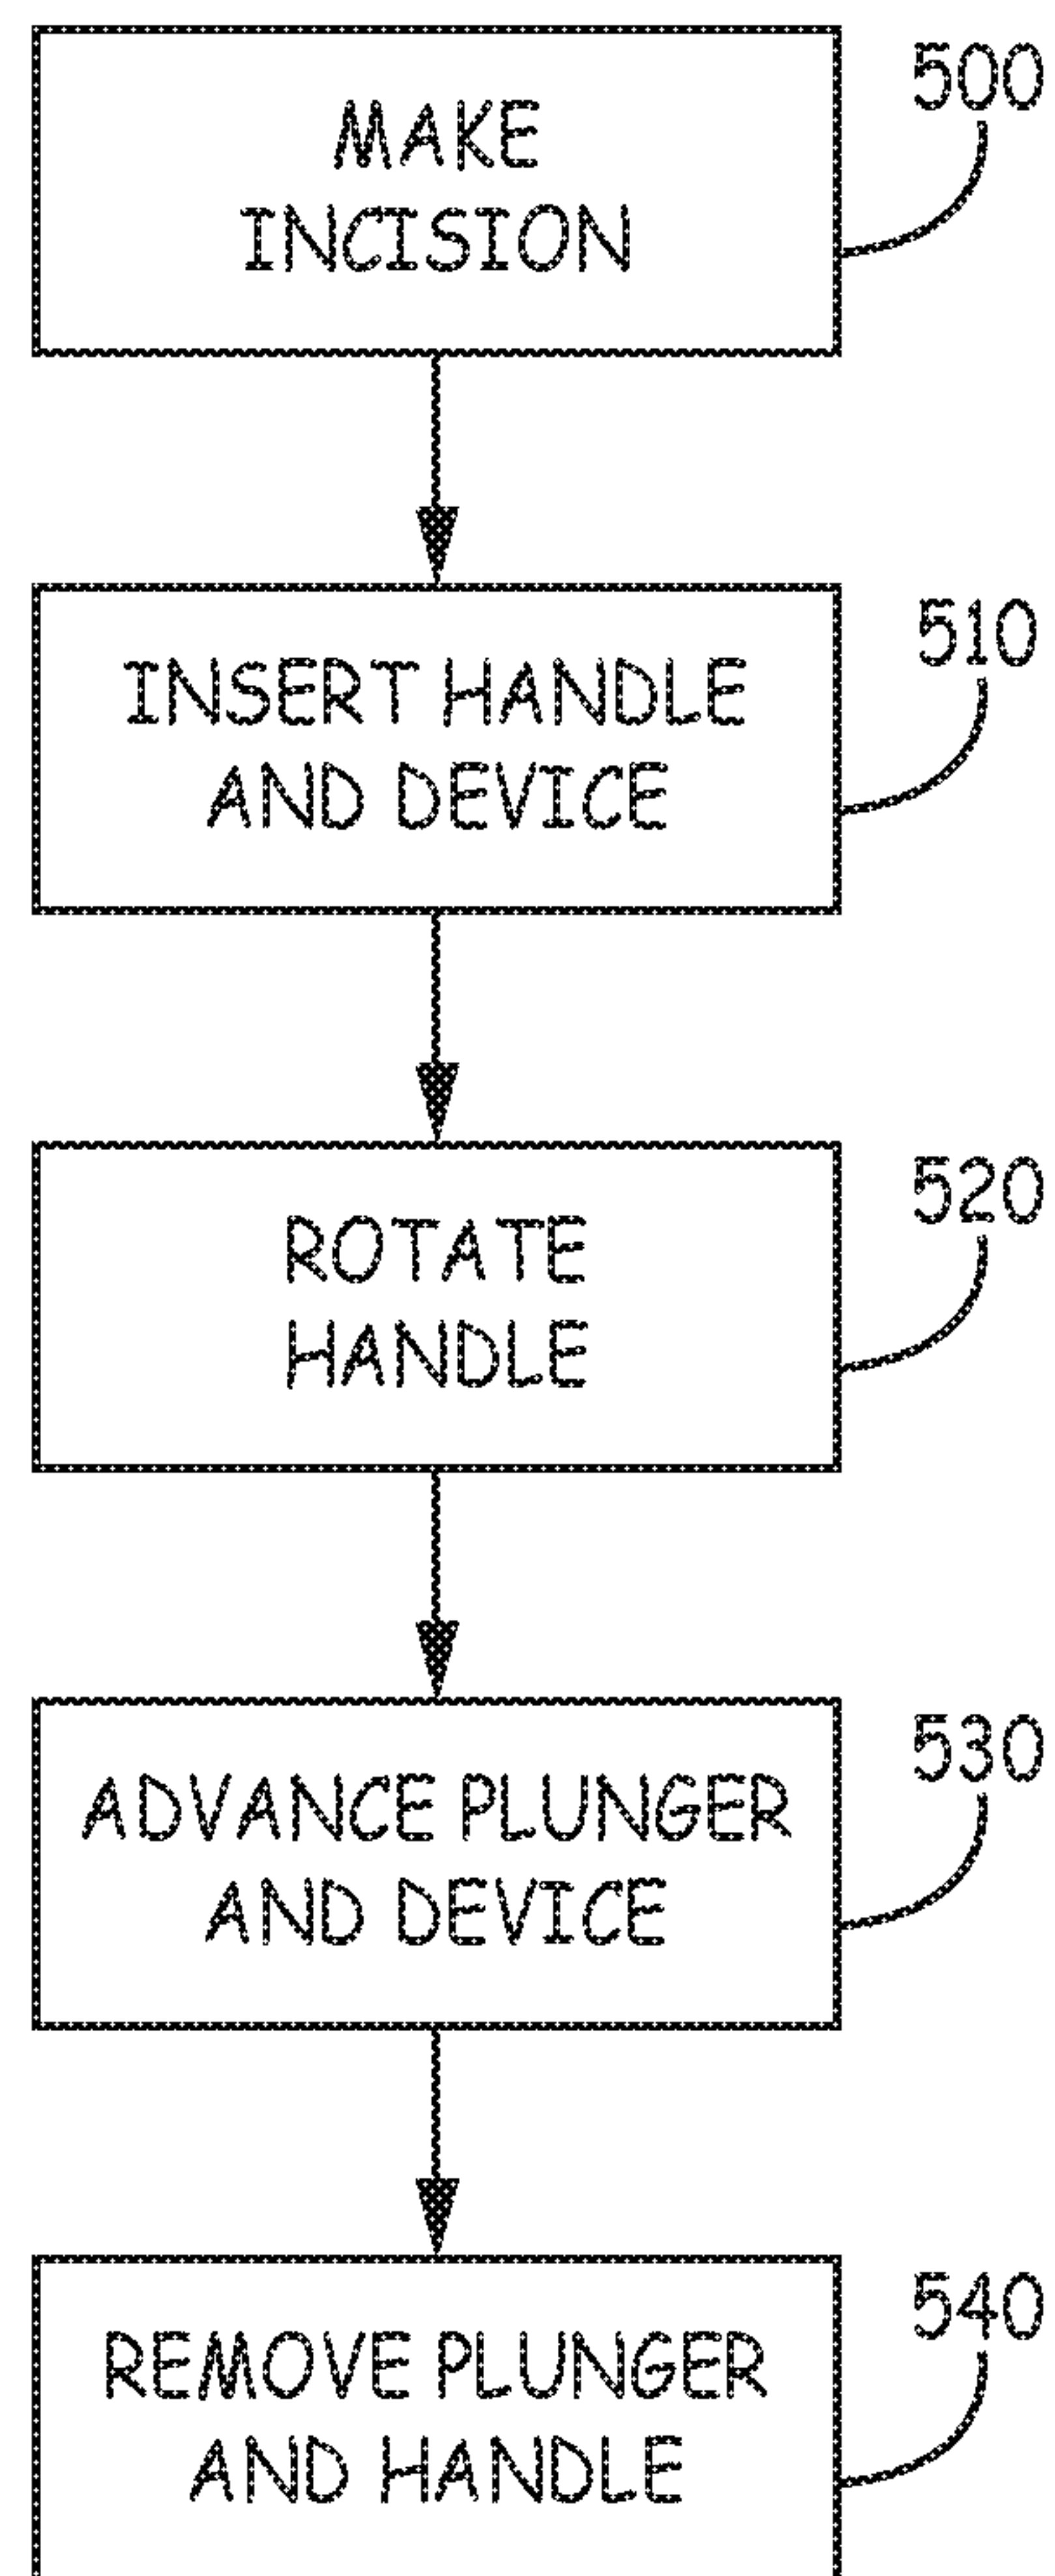 MAKE
INCISION
500
INSERT HANDLE
AND DEVICE
510
ROTATE
HANDLE
520
ADVANCE PLUNGER
AND DEVICE
530
REMOVE PLUNGER
AND HANDLE
540